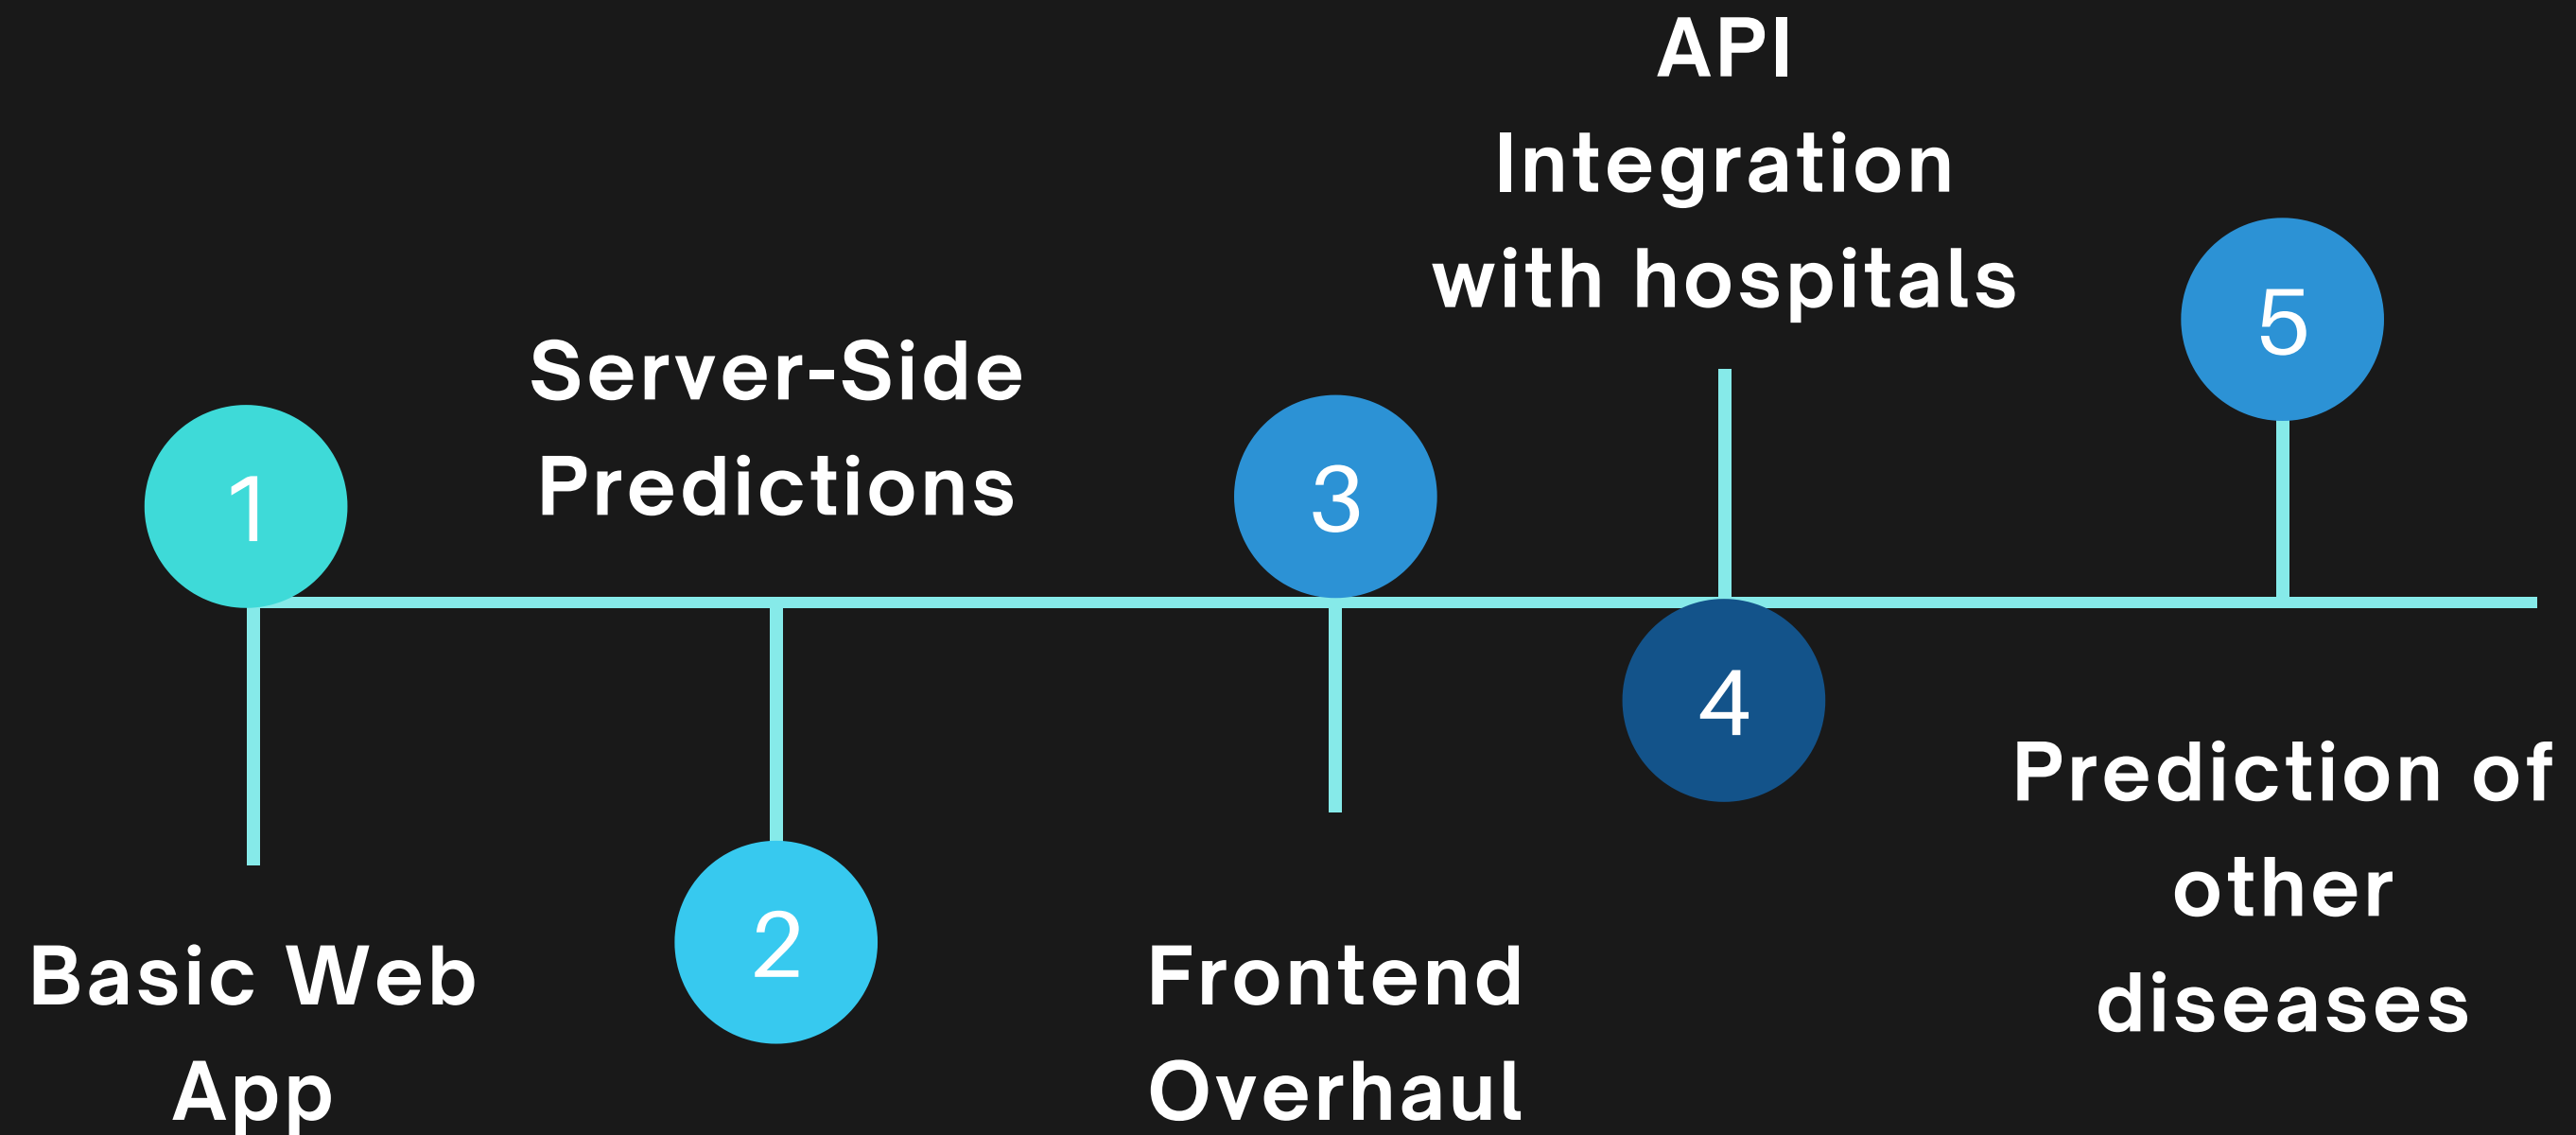 1
Basic Web
App
Server-Side
Predictions
2
3
Frontend
Overhaul
API
Integration
with hospitals
4
5
Prediction of
other
diseases